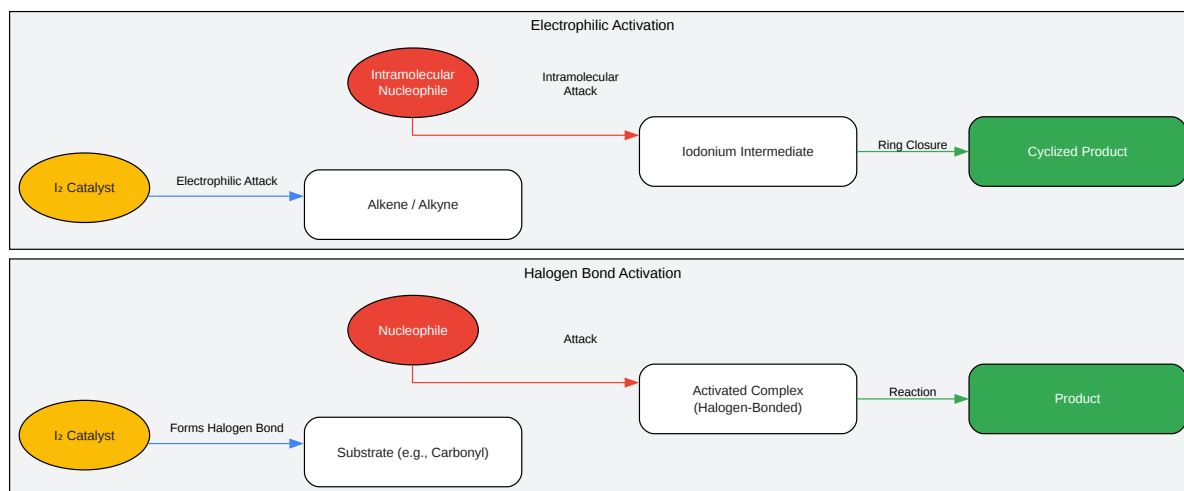 Electrophilic Activation
Intramolecular
Nucleophile
Intramolecular
Attack
Iodonium Intermediate
Ring Closure
Cyclized Product
I₂ Catalyst
Electrophilic Attack
Alkene / Alkyne
Halogen Bond Activation
Nucleophile
Attack
Activated Complex
(Halogen-Bonded)
Reaction
Product
I₂ Catalyst
Forms Halogen Bond
Substrate (e.g., Carbonyl)